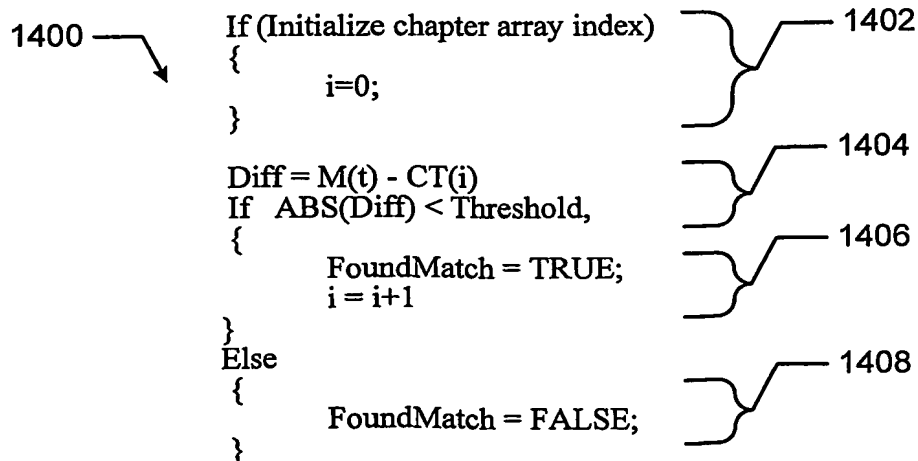 1400
If (Initialize chapter array index)
1402
{
i=0;
}
1404
Diff = M(t) - CT(i)
If ABS(Diff) < Threshold,
1406
{
FoundMatch = TRUE;
i = i+1
}
Else
1408
{
FoundMatch = FALSE;
}